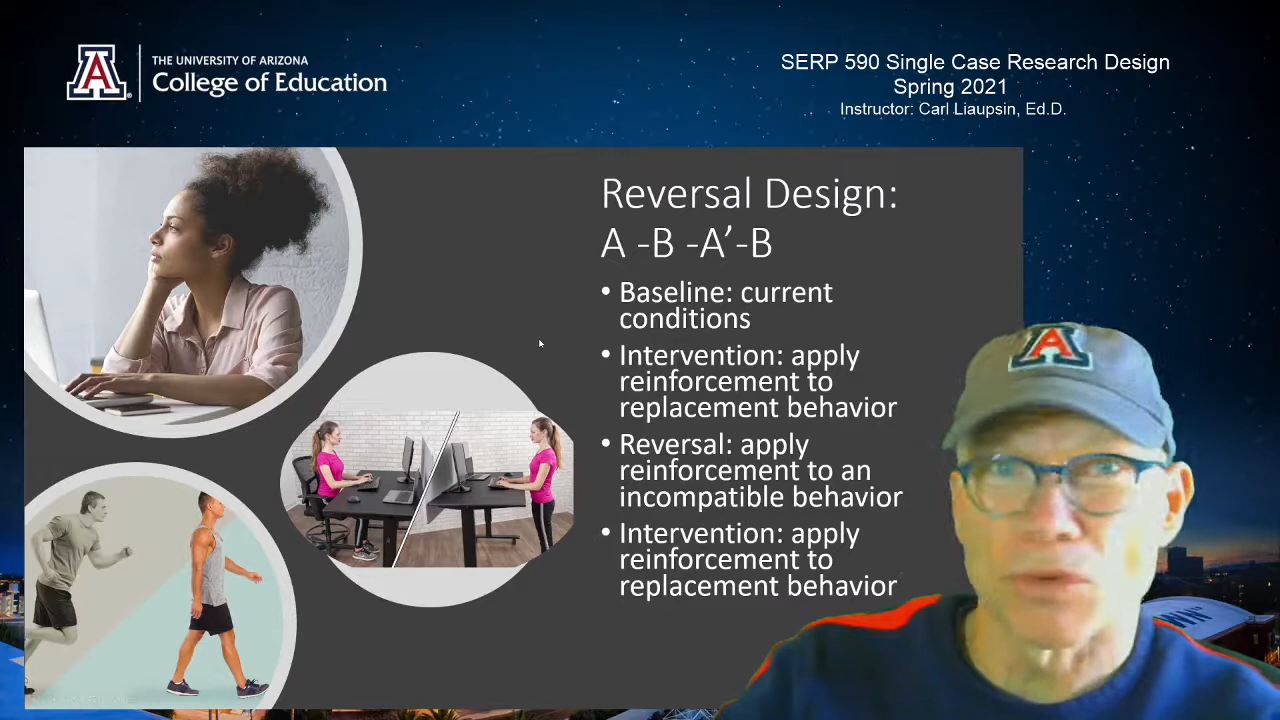 THE UNIVERSITY OF ARIZONA
College of Education
SERP 590 Single Case Research Design
Spring 2021
Instructor: Carl Liaupsin, Ed.D.
Reversal Design:
A -B -A’-B
• Baseline: current
conditions
• Intervention: apply
reinforcement to
replacement behavior
• Reversal: apply
reinforcement to an
incompatible behavior
• Intervention: apply
reinforcement to
replacement behavior
A
A
WN"